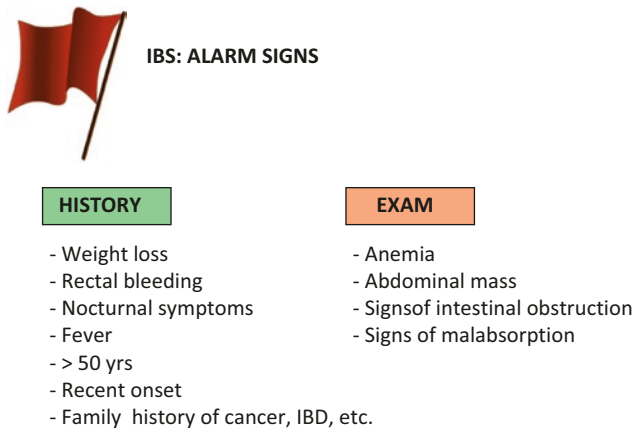 IBS: ALARM SIGNS
HISTORY
- Weight loss
- Rectal bleeding
- Nocturnal symptoms
- Fever
- > 50 yrs
- Recent onset
- Family  history of cancer, IBD, etc.
EXAM
- Anemia
- Abdominal mass
- Signsof intestinal obstruction
- Signs of malabsorption